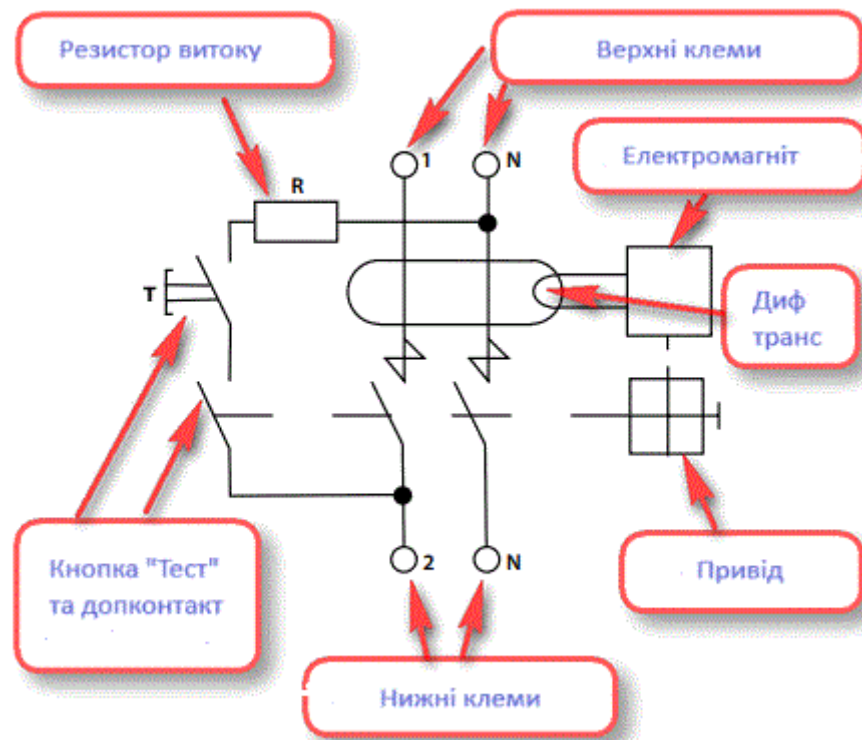 Резистор витоку
Верхні клеми
1
N
Електромагніт
R
T
Диф
транс
Кнопка "Тест"
та допконтакт
2
N
Привід
Нижні клеми